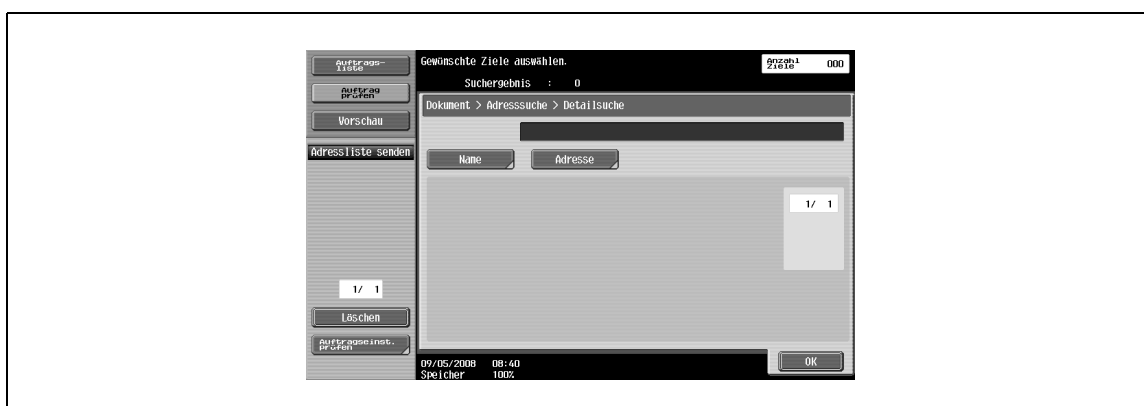 Auftrags-
liste
Auftrag
prüfen
Vorschau
Adressliste senden
1/ 1
Löschen
Auftragseinst.
prüfen
Gewünschte Ziele auswählen.
Anzahl
Ziele 000
Suchergebnis : 0
Dokument > Adresssuche > Detailsuche
Name Adresse
1/ 1
09/05/2008 08:40
Speicher 100%
OK